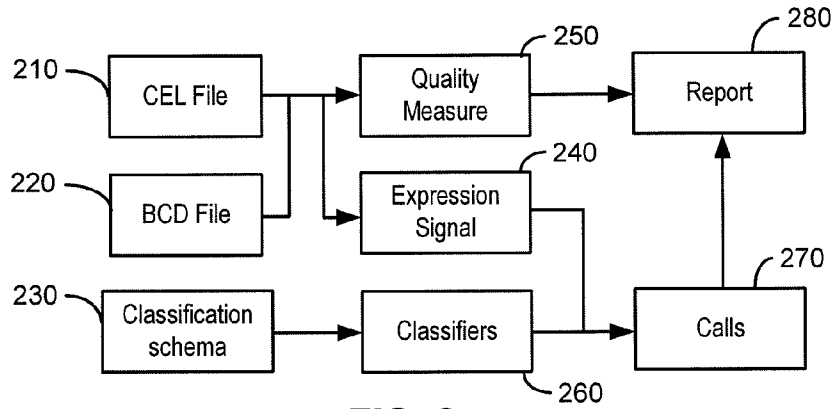 210
CEL File
250
Quality
Measure
280
Report
220
BCD File
240
Expression
Signal
230
Classification
schema
Classifiers
260
270
Calls